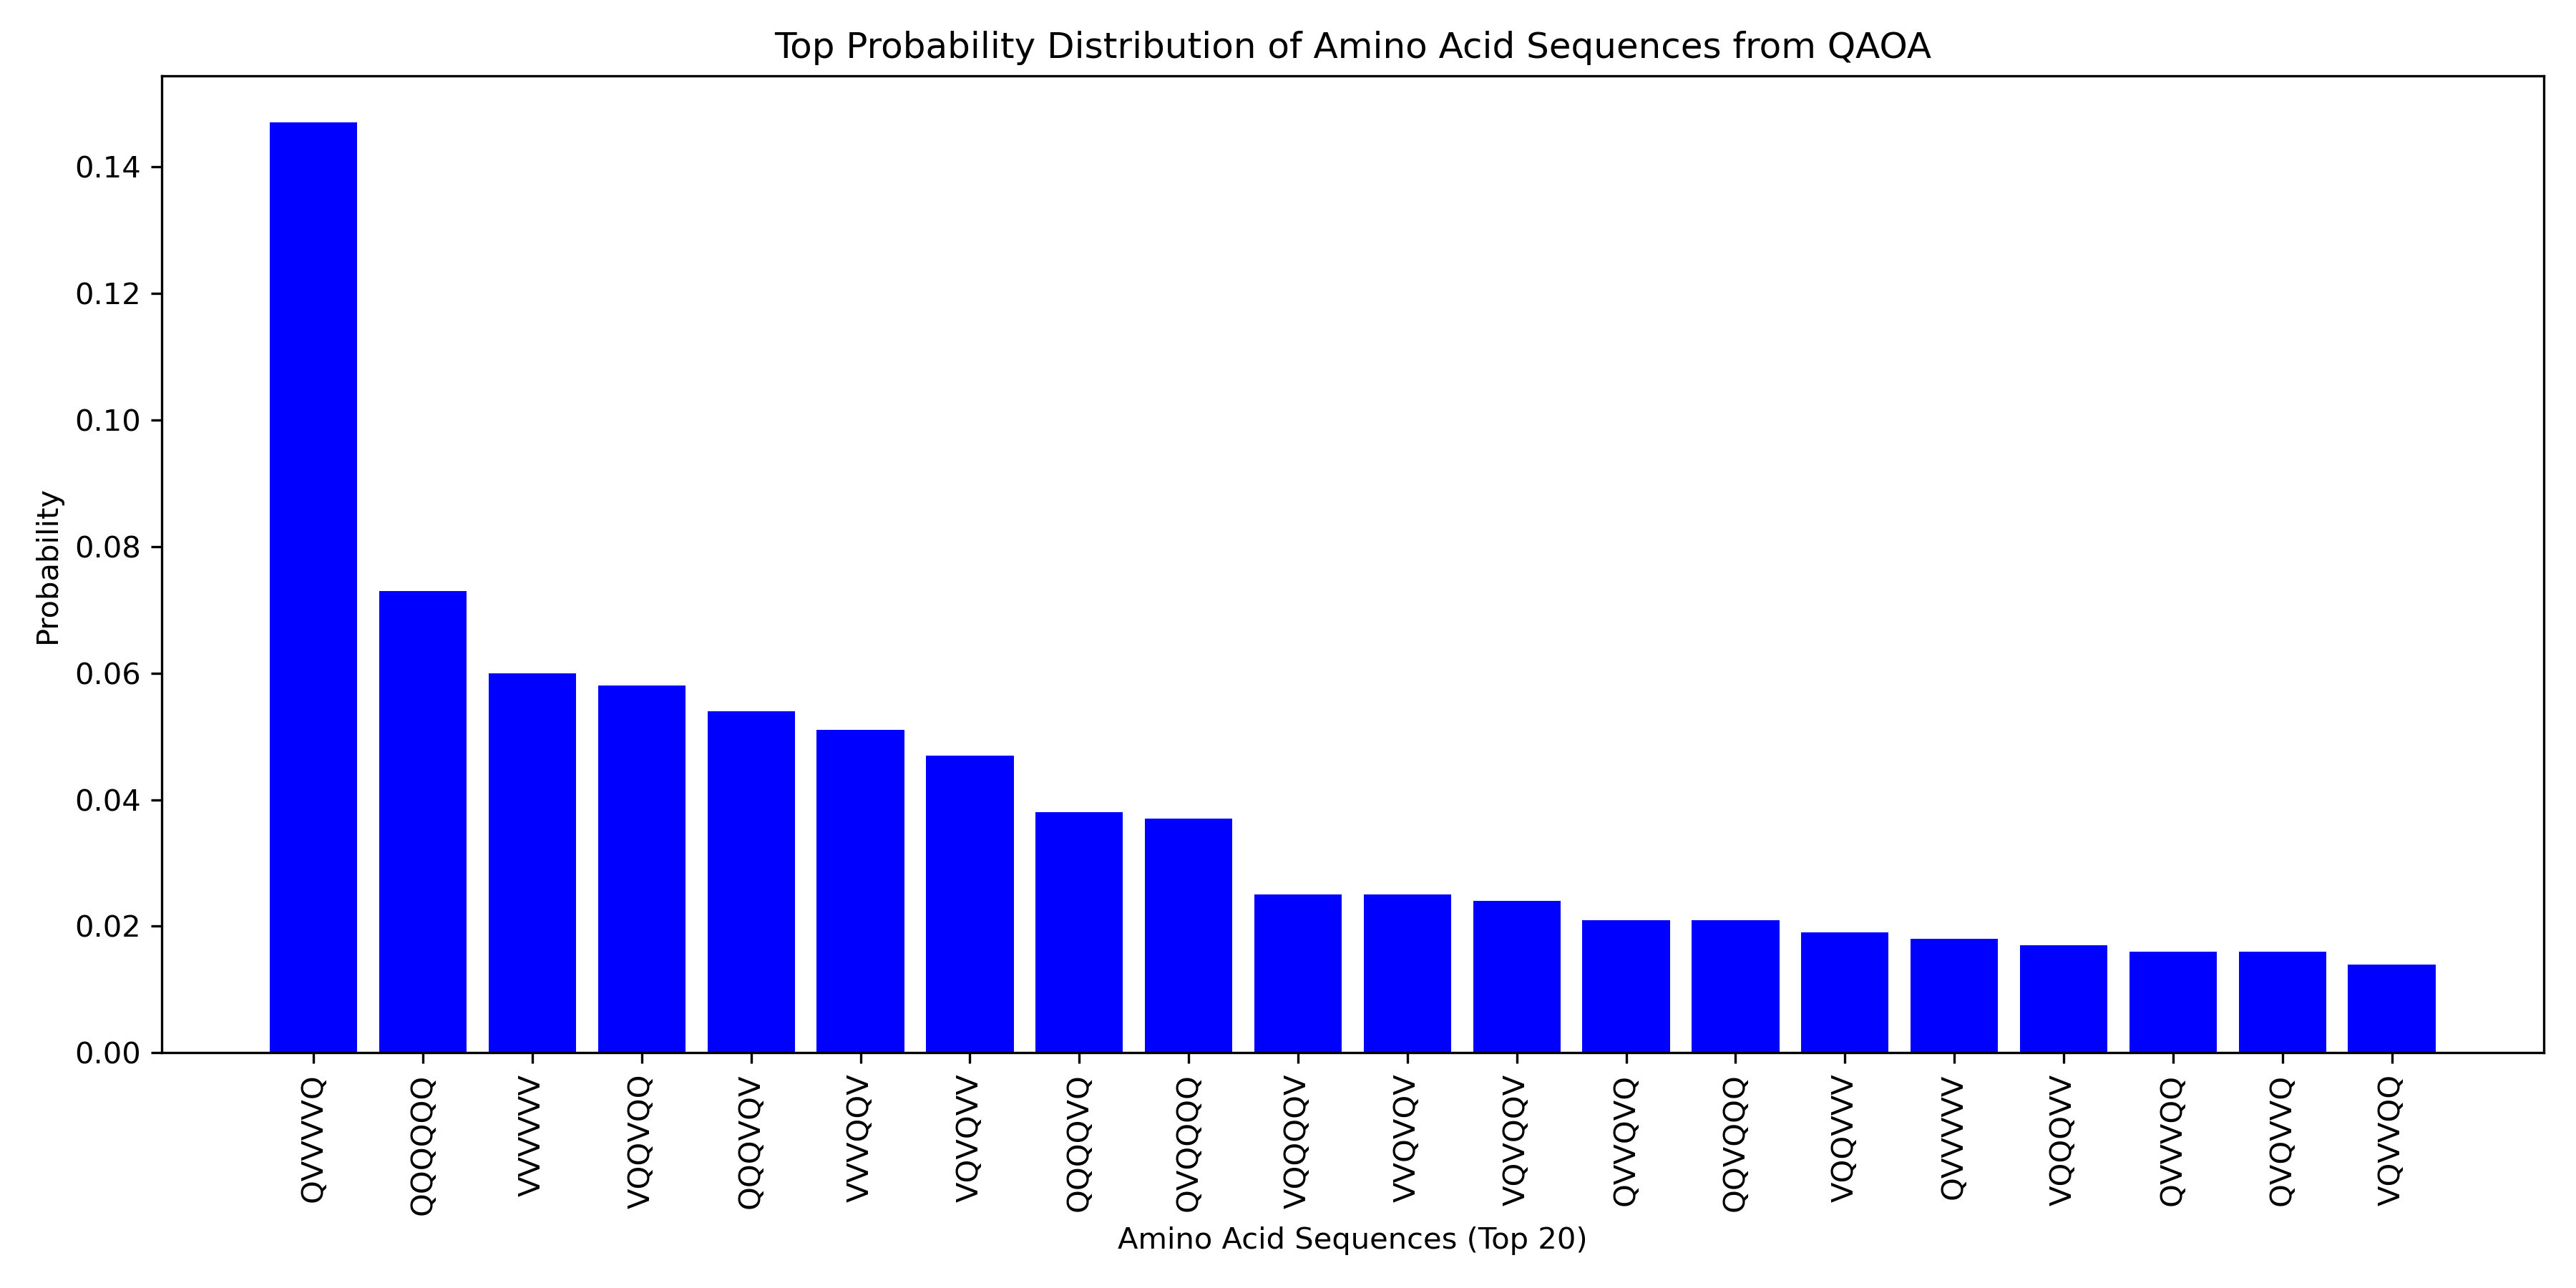 Top Probability Distribution of Amino Acid Sequences from QAOA
Probability
0.14
0.12
0.10
0.08
0.06
0.04
0.02
0.00
QVVVVQ
QQQQQQ
VVVVVV
VQQVQQ
QQQVQV
VVVQQV
VQVQVV
QQQQVQ
QVQQQQ
VQQQQV
VVQVQV
VQVQQV
QVVQVQ
QQVQQQ
VQQVVV
QVVVVV
VQQQVV
QVVVQQ
QVQVVQ
VQVVQQ
Amino Acid Sequences (Top 20)